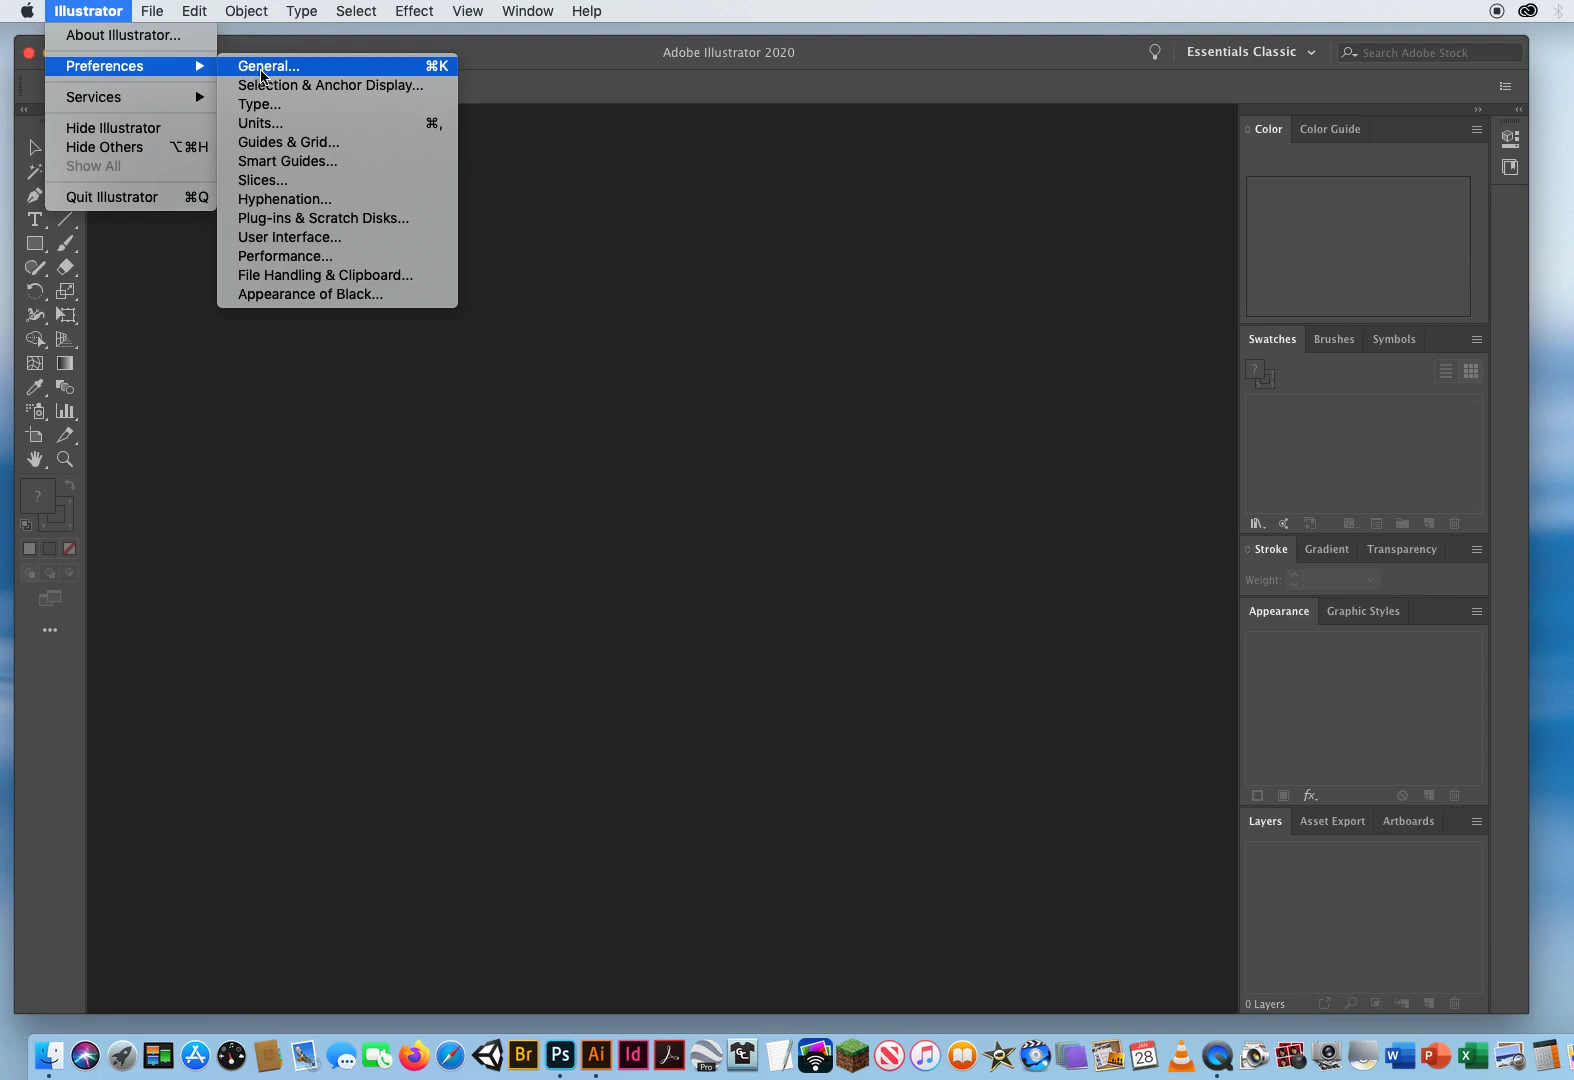 Illustrator File Edit Object Type Select Effect View Window Help
About Illustrator...
Adobe Illustrator 2020
Essentials Classic
Search Adobe Stock
Preferences
Services
Hide Illustrator
Hide Others ⌥⌘H
Show All
Quit Illustrator ⌘Q
General... ⌘K
Selection & Anchor Display...
Type...
Units... ⌘,
Guides & Grid...
Smart Guides...
Slices...
Hyphenation...
Plug-ins & Scratch Disks...
User Interface...
Performance...
File Handling & Clipboard...
Appearance of Black...
T
?
Color Color Guide
Swatches Brushes Symbols
?
Stroke Gradient Transparency
Weight:
Appearance Graphic Styles
fx
Layers Asset Export Artboards
0 Layers
Br Ps Ai Id Pro JAN 28 W P X